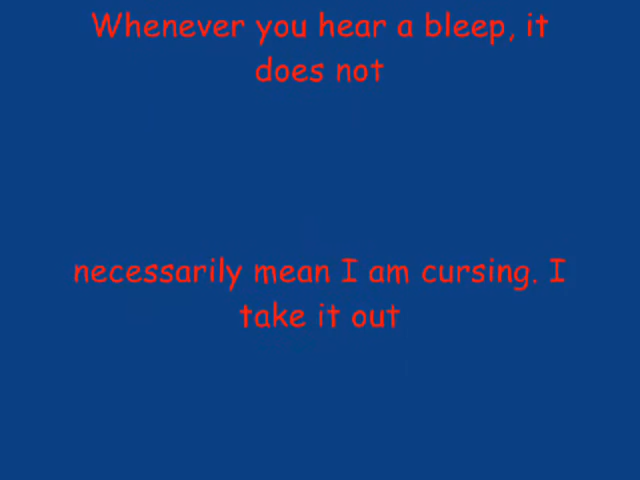 Whenever you hear a bleep, it
does not
necessarily mean I am cursing. I
take it out